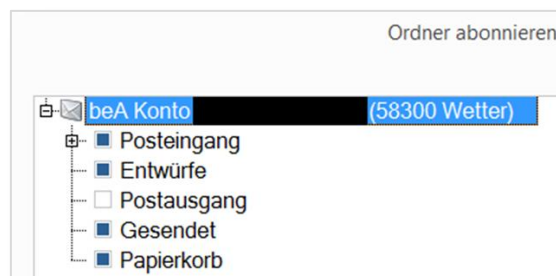 Ordner abonnieren
beA Konto (58300 Wetter)
Posteingang
Entwürfe
Postausgang
Gesendet
Papierkorb